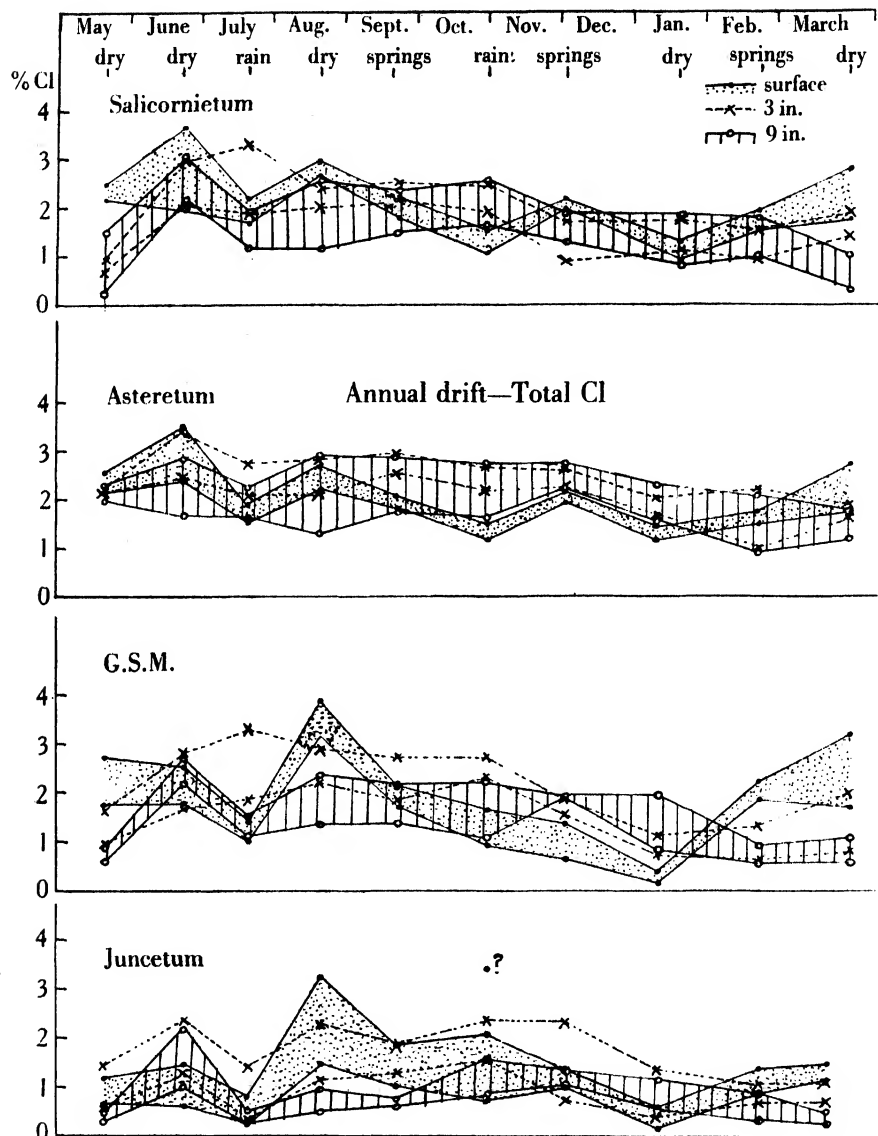 May June July Aug. Sept. Oct. Nov. Dec. Jan. Feb. March
dry dry rain dry springs rain: springs dry springs dry
% Cl
Salicornietum
surface
3 in.
9 in.
4
3
2
1
0
Asteretum
Annual drift—Total Cl
4
3
2
1
0
G.S.M.
4
3
2
1
0
Juncetum
?
4
3
2
1
0